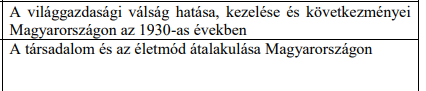 A világgazdasági válság hatása, kezelése és következményei
Magyarországon az 1930-as években
A társadalom és az életmód átalakulása Magyarországon